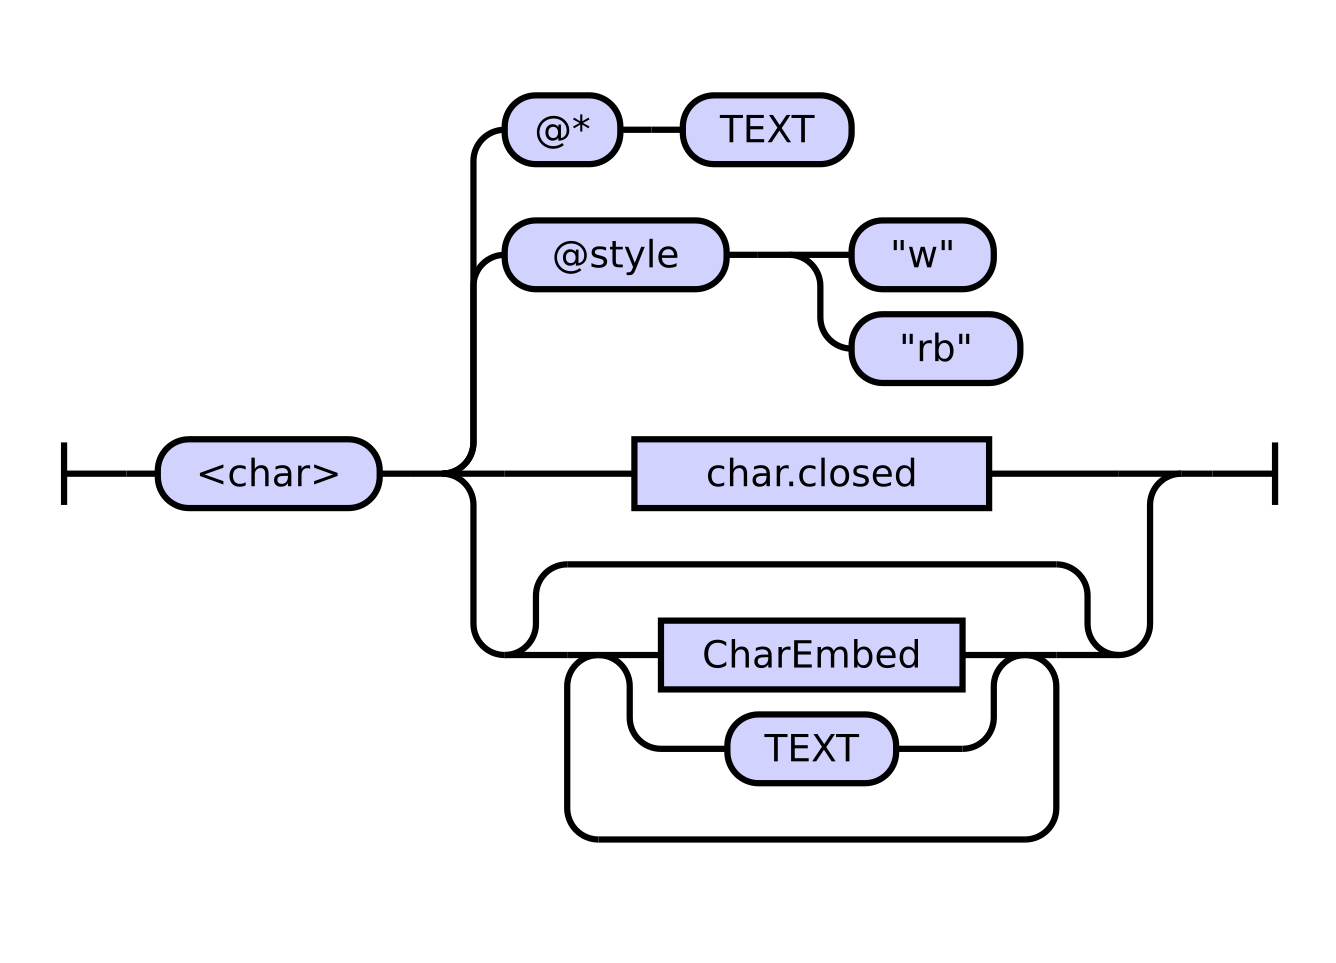 @* TEXT
@style "w"
"rb"
<char> char.closed
CharEmbed
TEXT